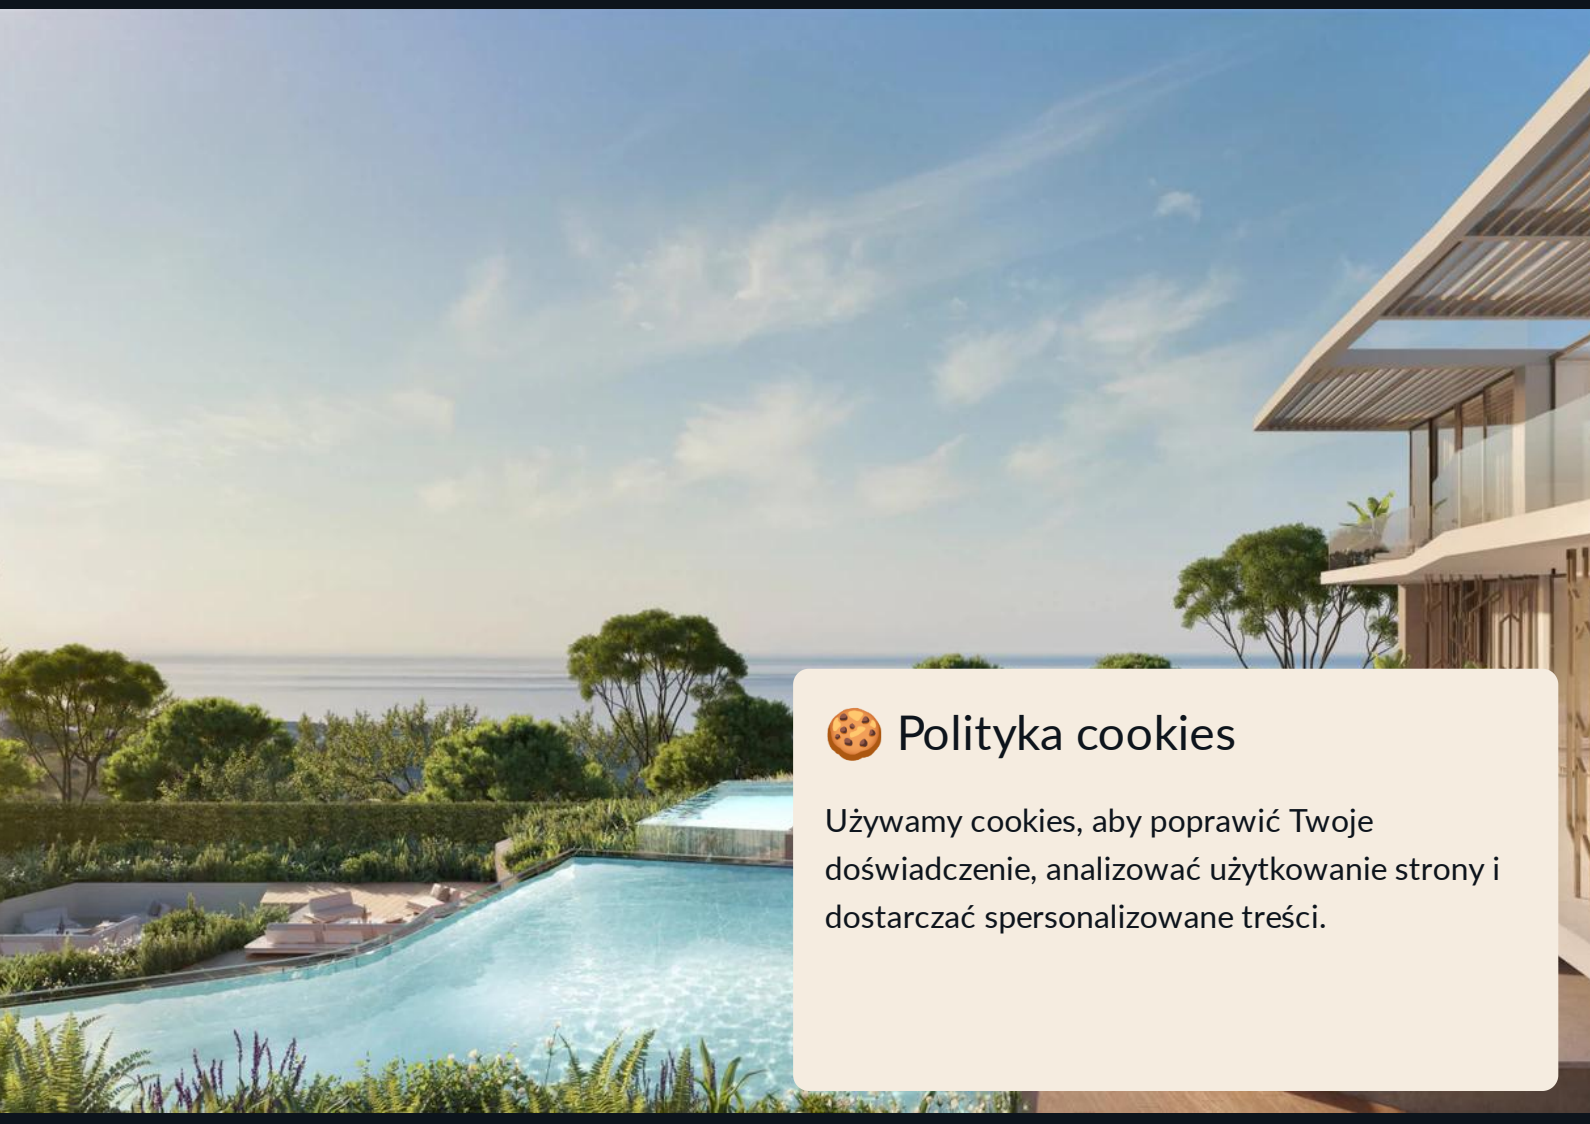 🍪 Polityka cookies
Używamy cookies, aby poprawić Twoje
doświadczenie, analizować użytkowanie strony i
dostarczać spersonalizowane treści.